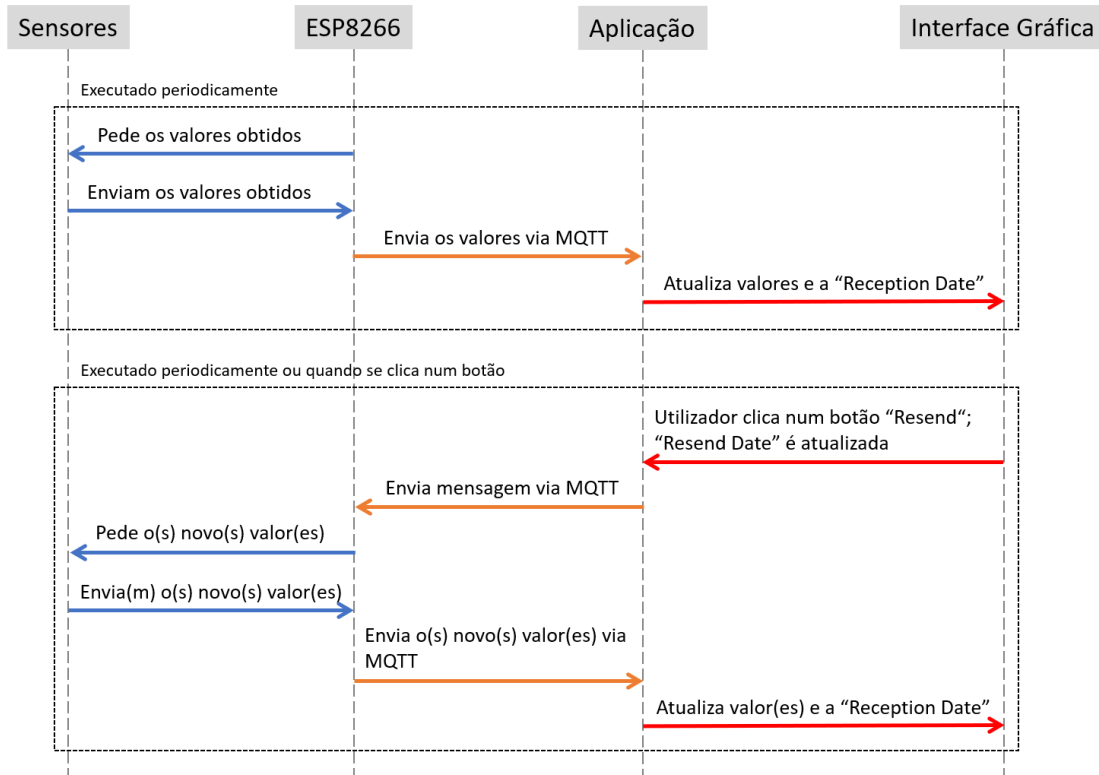 Sensores
ESP8266
Aplicação
Interface Gráfica
Executado periodicamente
Pede os valores obtidos
Enviam os valores obtidos
Envia os valores via MQTT
Atualiza valores e a “Reception Date”
Executado periodicamente ou quando se clica num botão
Utilizador clica num botão “Resend“;
“Resend Date” é atualizada
Envia mensagem via MQTT
Pede o(s) novo(s) valor(es)
Envia(m) o(s) novo(s) valor(es)
Envia o(s) novo(s) valor(es) via
MQTT
Atualiza valor(es) e a “Reception Date”